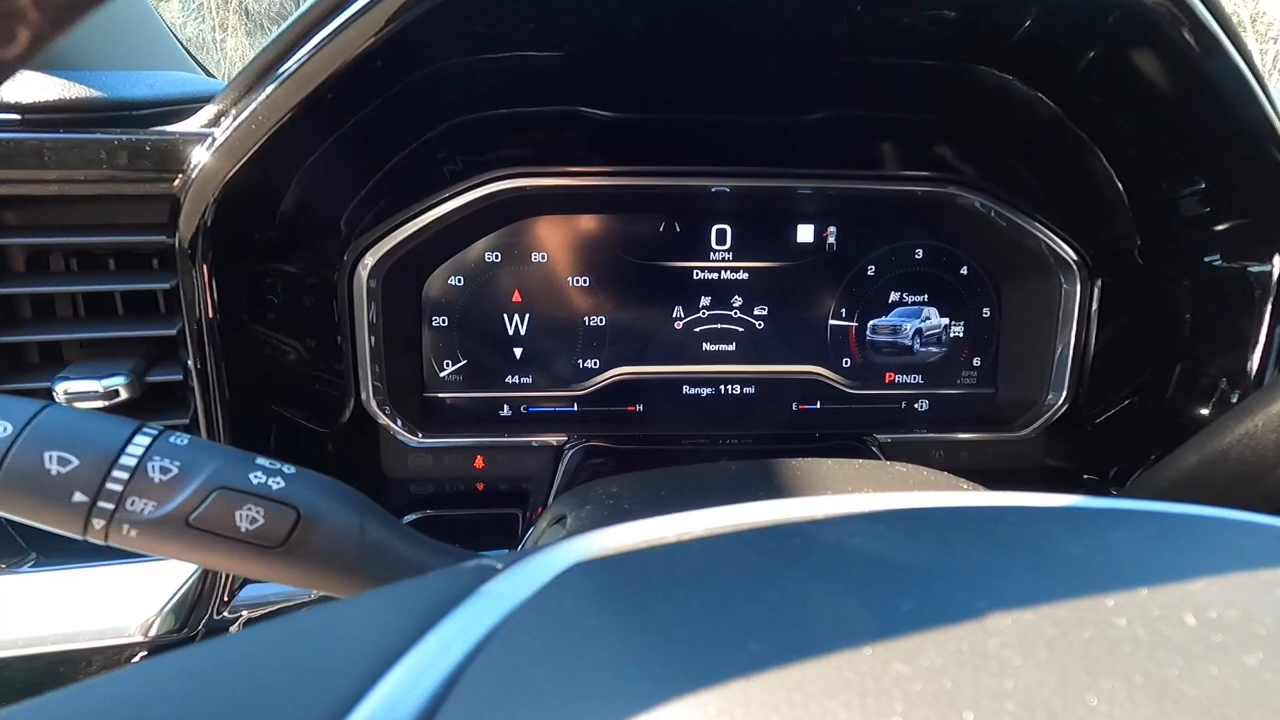 0
MPH
Drive Mode
Normal
0
20
40
60
80
100
120
140
MPH
W
44 mi
0
1
2
3
4
5
6
Sport
2WD
PRNDL
RPM
x1000
Range: 113 mi
C H
E F
OFF
1x